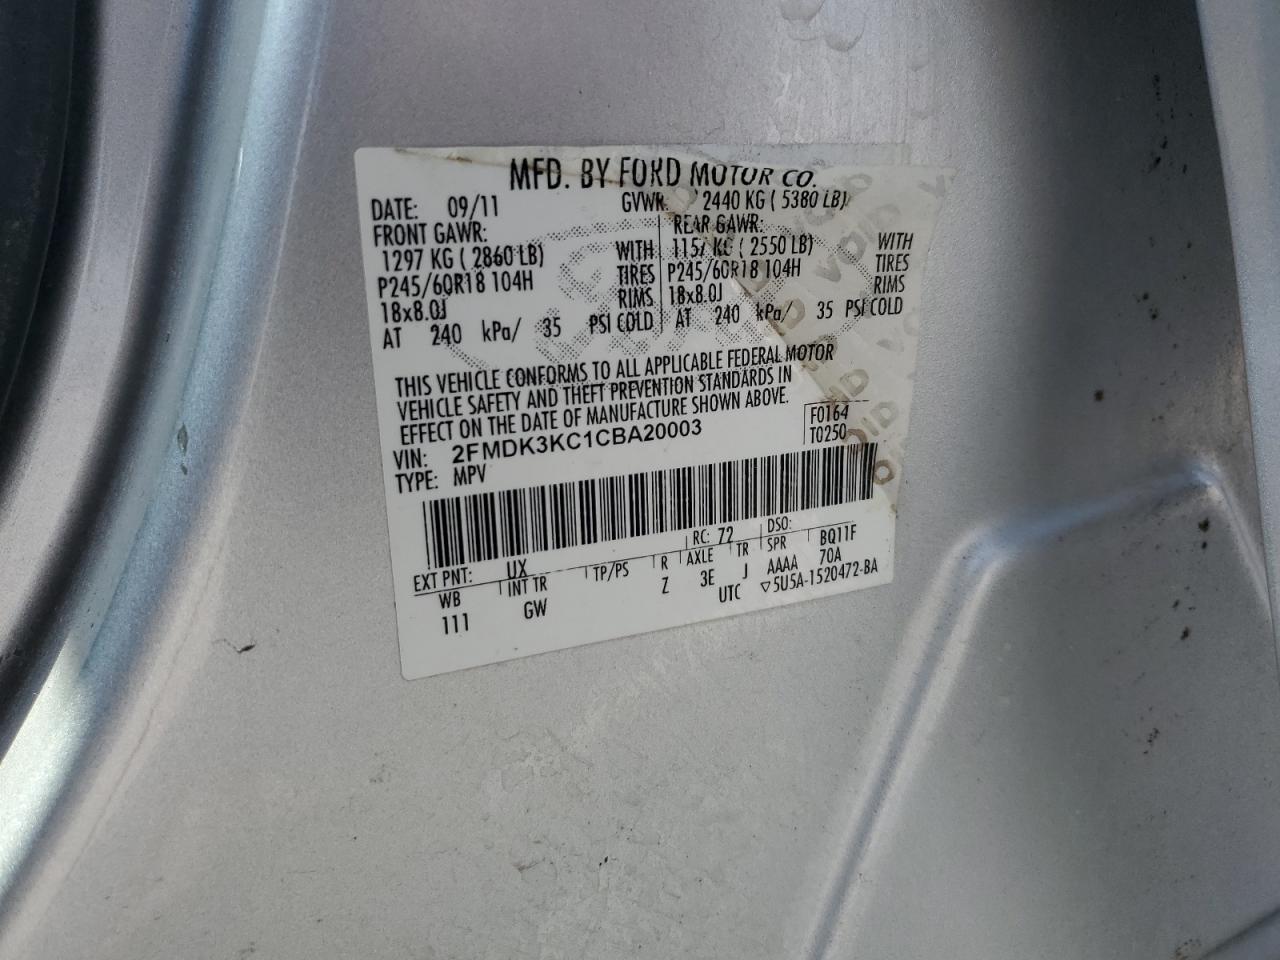 MFD. BY FORD MOTOR CO.
DATE: 09/11 GVWR: 2440 KG ( 5380 LB)
FRONT GAWR: REAR GAWR:
1297 KG ( 2860 LB) WITH 1157 KG ( 2550 LB) WITH
P245/60R18 104H TIRES P245/60R18 104H TIRES
18x8.0J RIMS 18x8.0J RIMS
AT 240 kPa/ 35 PSI COLD AT 240 kPa/ 35 PSI COLD
THIS VEHICLE CONFORMS TO ALL APPLICABLE FEDERAL MOTOR
VEHICLE SAFETY AND THEFT PREVENTION STANDARDS IN
EFFECT ON THE DATE OF MANUFACTURE SHOWN ABOVE.
F0164
VIN: 2FMDK3KC1CBA20003 T0250
TYPE: MPV
EXT PNT: UX RC: 72 DSO:
WB INT TR TP/PS R AXLE TR SPR BQ11F
111 GW Z 3E J AAAA 70A
UTC ▽5U5A-1520472-BA
VOID VOID VOID